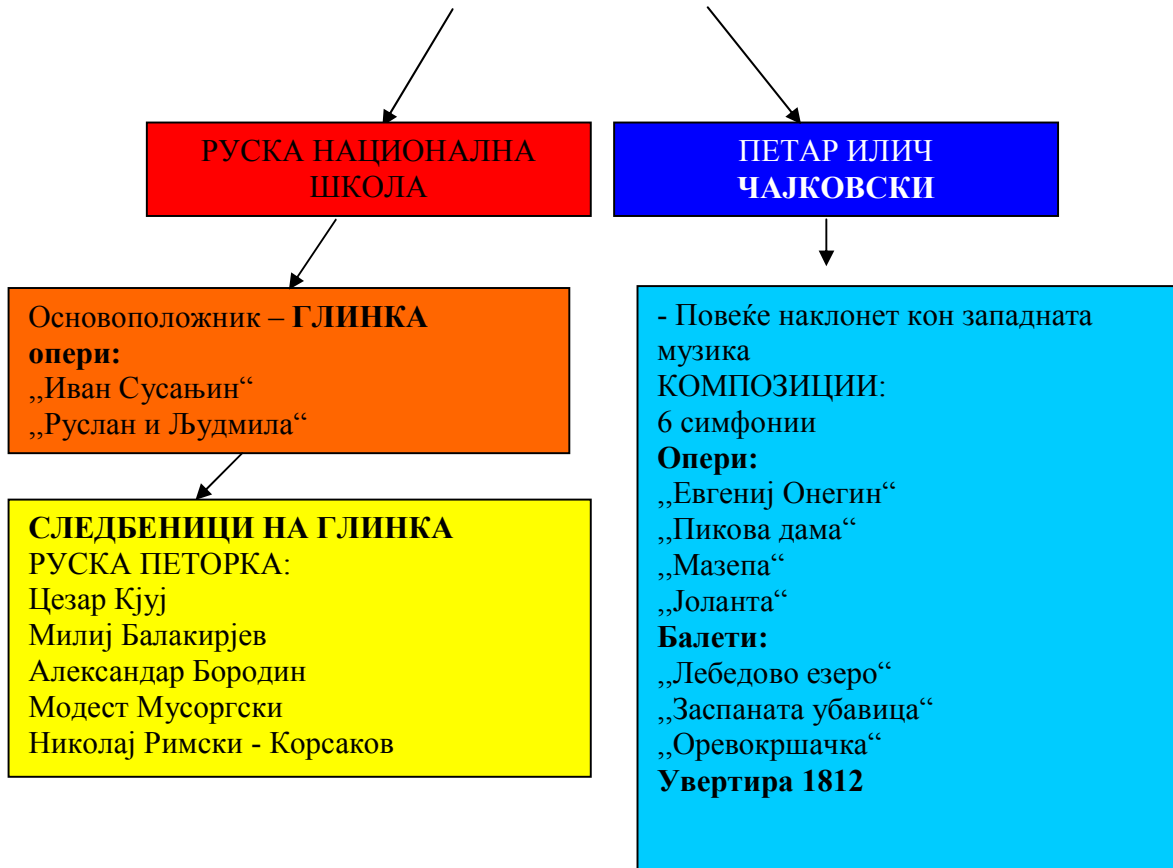 РУСКА НАЦИОНАЛНА
ШКОЛА
ПЕТАР ИЛИЧ
ЧАЈКОВСКИ
Основоположник – ГЛИНКА
опери:
,,Иван Сусањин“
,,Руслан и Људмила“
СЛЕДБЕНИЦИ НА ГЛИНКА
РУСКА ПЕТОРКА:
Цезар Кјуј
Милиј Балакирјев
Александар Бородин
Модест Мусоргски
Николај Римски - Корсаков
- Повеќе наклонет кон западната
музика
КОМПОЗИЦИИ:
6 симфонии
Опери:
,,Евгениј Онегин“
,,Пикова дама“
,,Мазепа“
,,Јоланта“
Балети:
,,Лебедово езеро“
,,Заспаната убавица“
,,Оревокршачка“
Увертира 1812